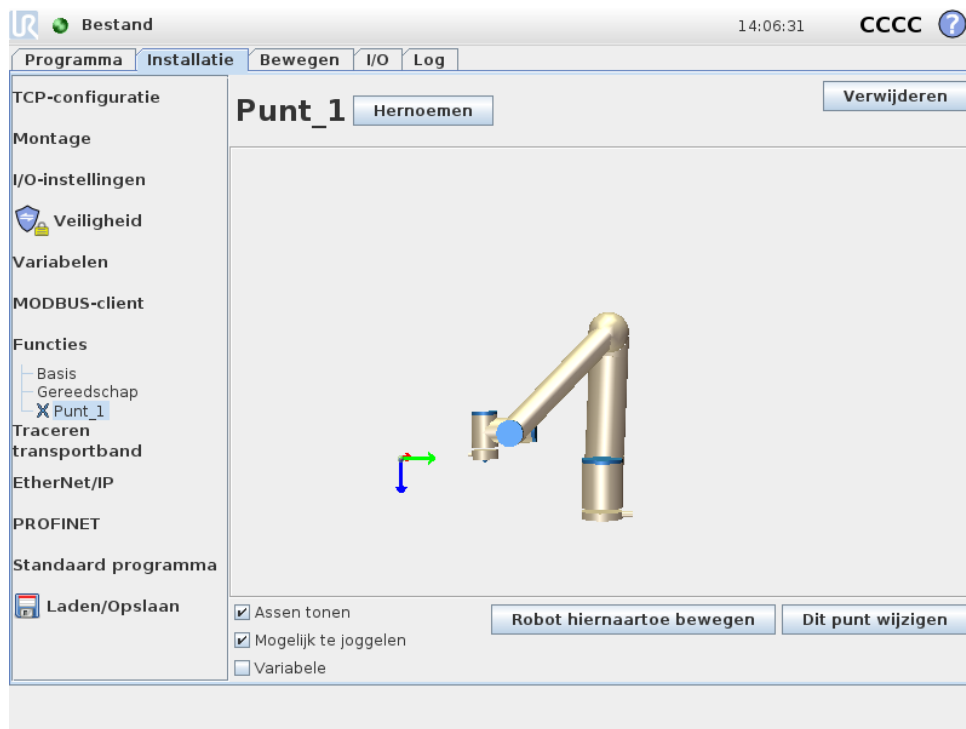 UR Bestand 14:06:31 CCCC ?
Programma Installatie Bewegen I/O Log
TCP-configuratie
Montage
I/O-instellingen
Veiligheid
Variabelen
MODBUS-client
Functies
Basis
Gereedschap
Punt_1
Traceren
transportband
EtherNet/IP
PROFINET
Standaard programma
Laden/Opslaan
Punt_1 Hernoemen Verwijderen
Assen tonen
Mogelijk te joggelen
Variabele
Robot hiernaartoe bewegen Dit punt wijzigen